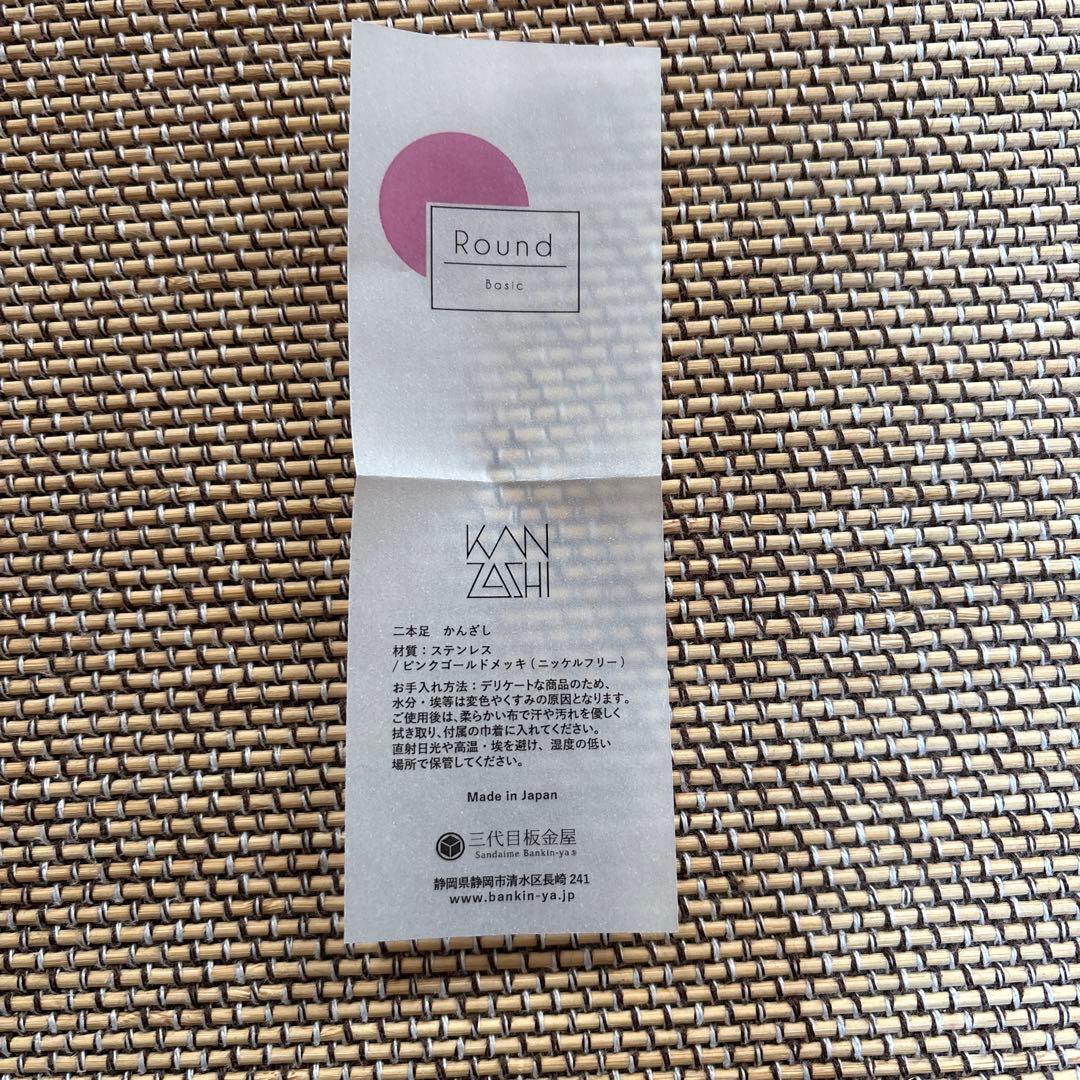 Round
Basic
KAN
ZASHI
二本足　かんざし
材質：ステンレス
/ピンクゴールドメッキ(ニッケルフリー)
お手入れ方法：デリケートな商品のため、
水分・埃等は変色やくすみの原因となります。
ご使用後は、柔らかい布で汗や汚れを優しく
拭き取り、付属の巾着に入れてください。
直射日光や高温・埃を避け、湿度の低い
場所で保管してください。
Made in Japan
三代目板金屋
Sandaime Bankin-ya®
静岡県静岡市清水区長崎 241
www.bankin-ya.jp